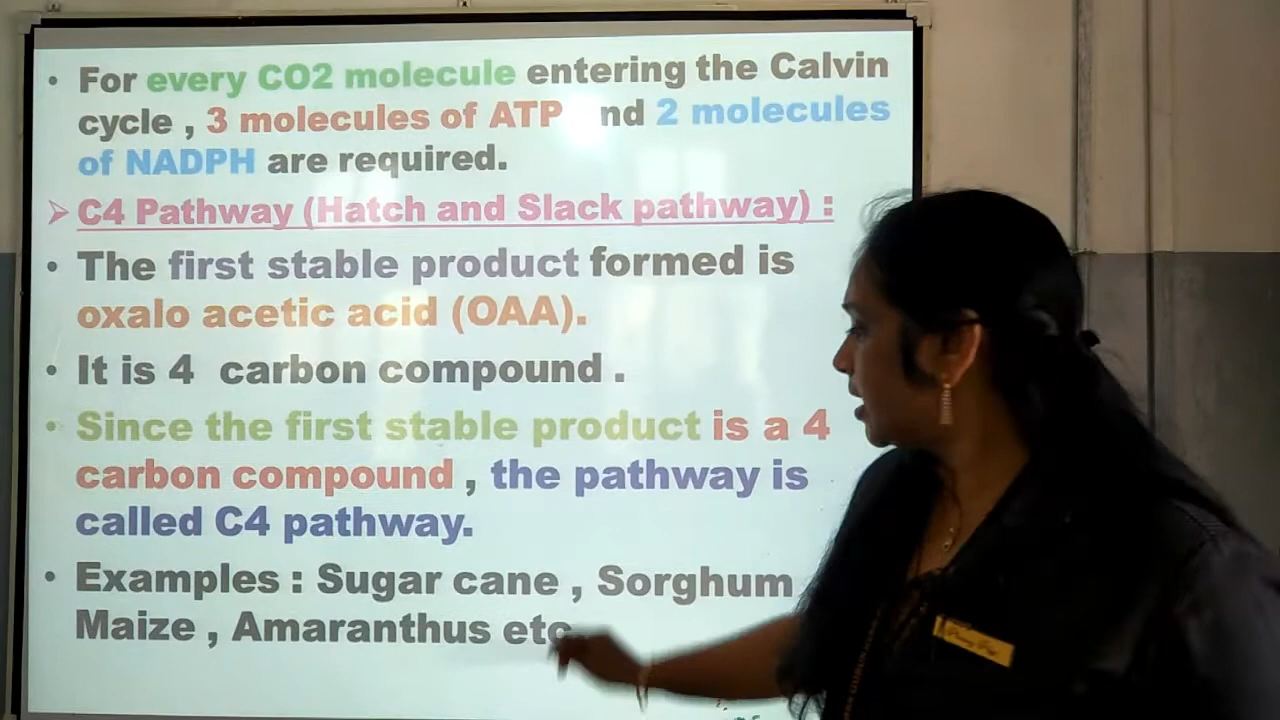 • For every CO2 molecule entering the Calvin
cycle , 3 molecules of ATP nd 2 molecules
of NADPH are required.
➢ C4 Pathway (Hatch and Slack pathway) :
• The first stable product formed is
oxalo acetic acid (OAA).
• It is 4 carbon compound .
• Since the first stable product is a 4
carbon compound , the pathway is
called C4 pathway.
• Examples : Sugar cane , Sorghum
Maize , Amaranthus etc